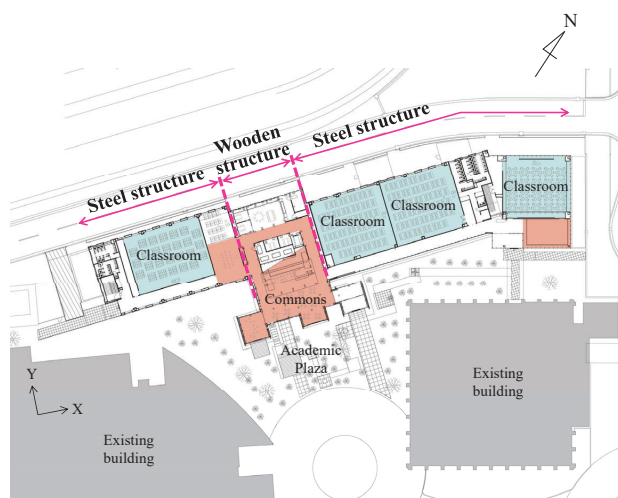 N
Wooden
structure
Steel structure
Steel structure
Classroom
Classroom
Classroom
Classroom
Commons
Academic
Plaza
Existing
building
Y
X
Existing
building